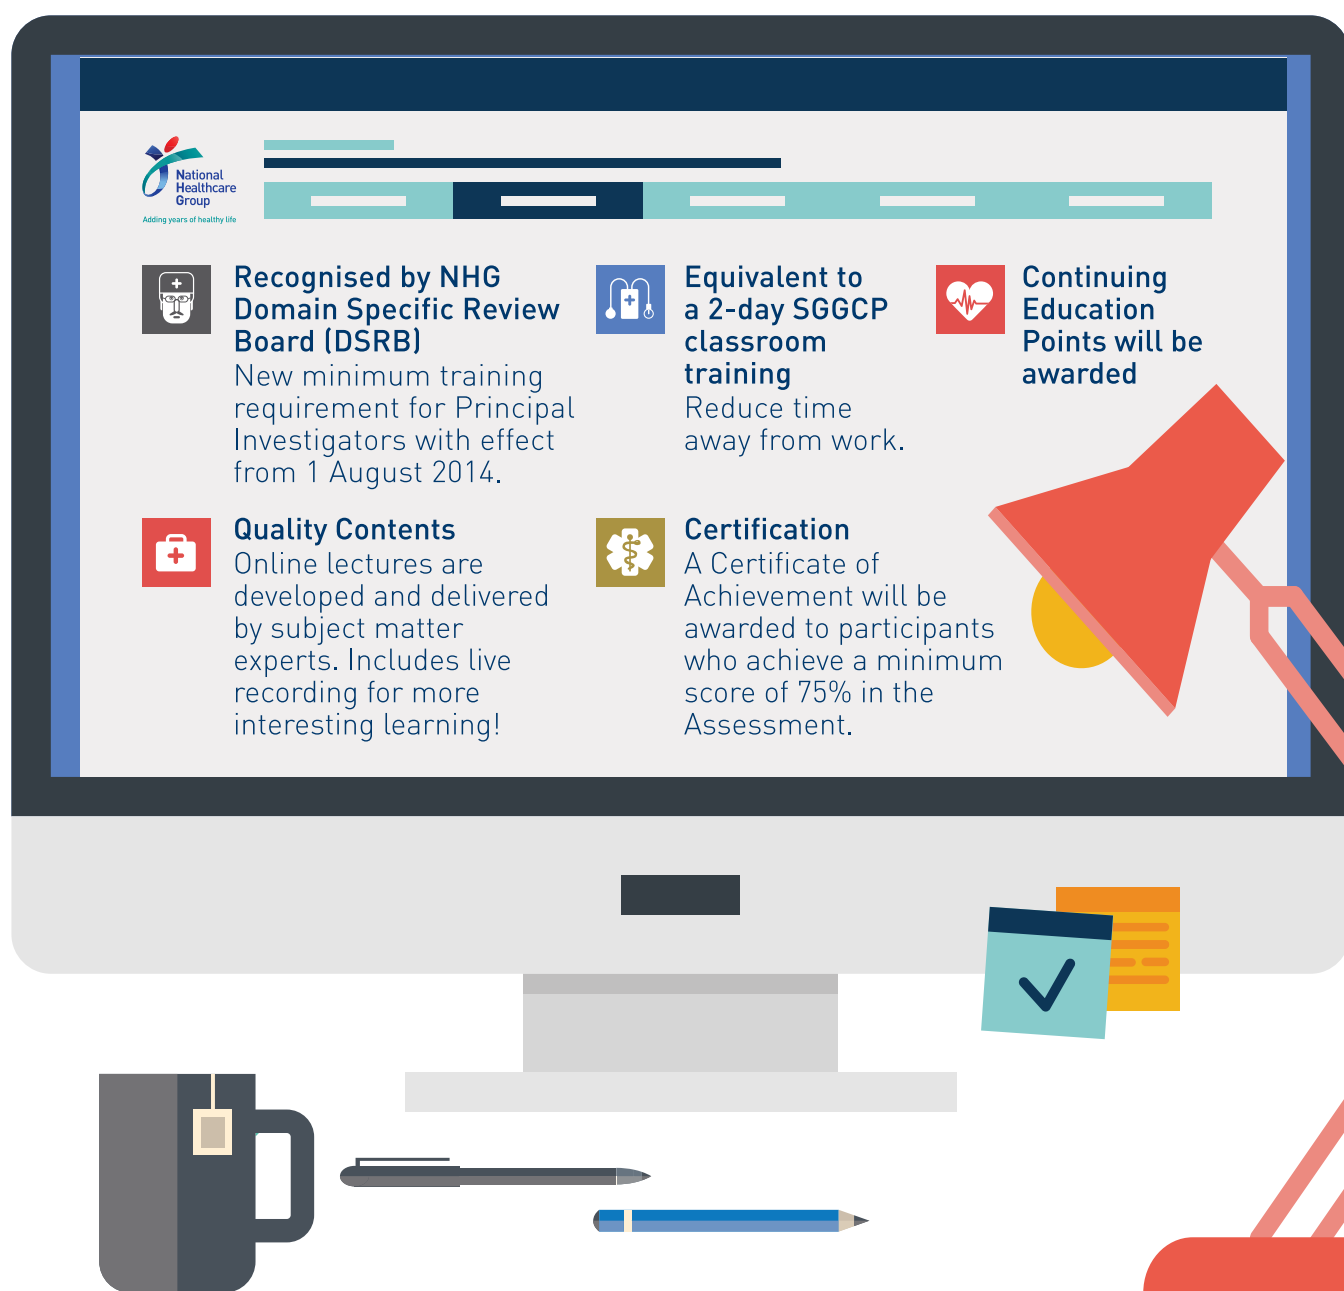 National
Healthcare
Group
Adding years of healthy life
Recognised by NHG
Domain Specific Review
Board (DSRB)
New minimum training
requirement for Principal
Investigators with effect
from 1 August 2014.
Equivalent to
a 2-day SGGCP
classroom
training
Reduce time
away from work.
Continuing
Education
Points will be
awarded
Quality Contents
Online lectures are
developed and delivered
by subject matter
experts. Includes live
recording for more
interesting learning!
Certification
A Certificate of
Achievement will be
awarded to participants
who achieve a minimum
score of 75% in the
Assessment.